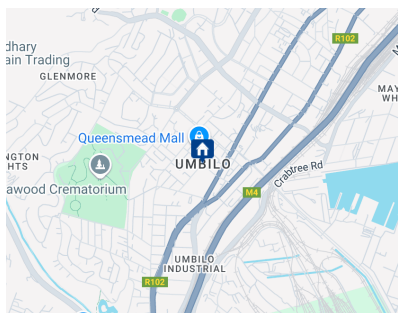 R102
dhary
ain Trading
GLENMORE
MAY
WH
Queensmead Mall
UMBILO
NGTON
HTS
awood Crematorium
Crabtree Rd
M4
UMBILO
INDUSTRIAL
R102